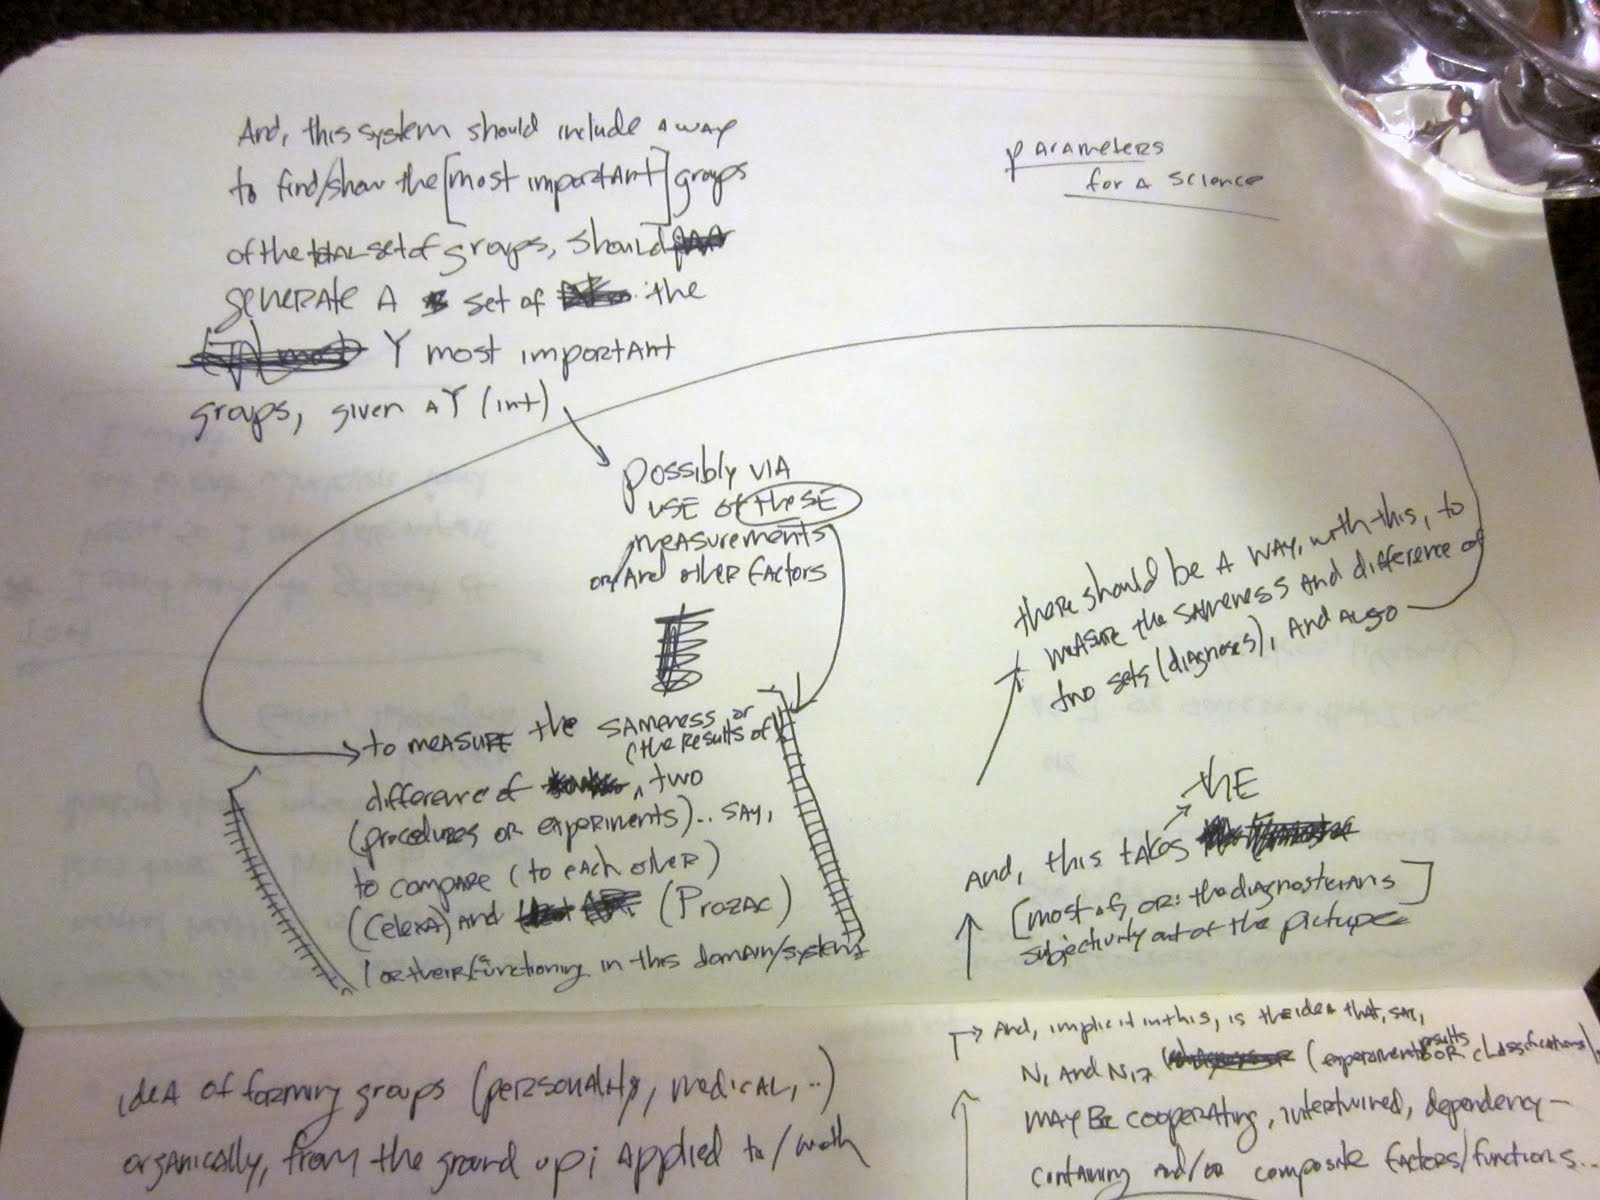 And, this system should include A way
to find/show the [most important] groups
of the total set of groups, should
generate A set of the
Y most important
groups, given A Y (int)
possibly VIA
USE of these
measurements
or/And other factors
to measure the sameness or
(the results of)
difference of , two
(procedures or experiments).. say,
to compare (to each other)
(Celexa) and (Prozac)
(or their functioning in this domain/system)
parameters
for A science
there should be A way, with this, to
measure the sameness and difference of
two sets (diagnoses), And also
the
And, this takes
[most of, or: the diagnosticians]
subjectivity out of the picture
And, implicit in this, is the idea that, say,
N1 And N17 (experiments results or classifications)
may be cooperating, intertwined, dependency-
containing and/or composite factors/functions...
idea of forming groups (personality, medical, ..)
organically, from the ground up; applied to / with